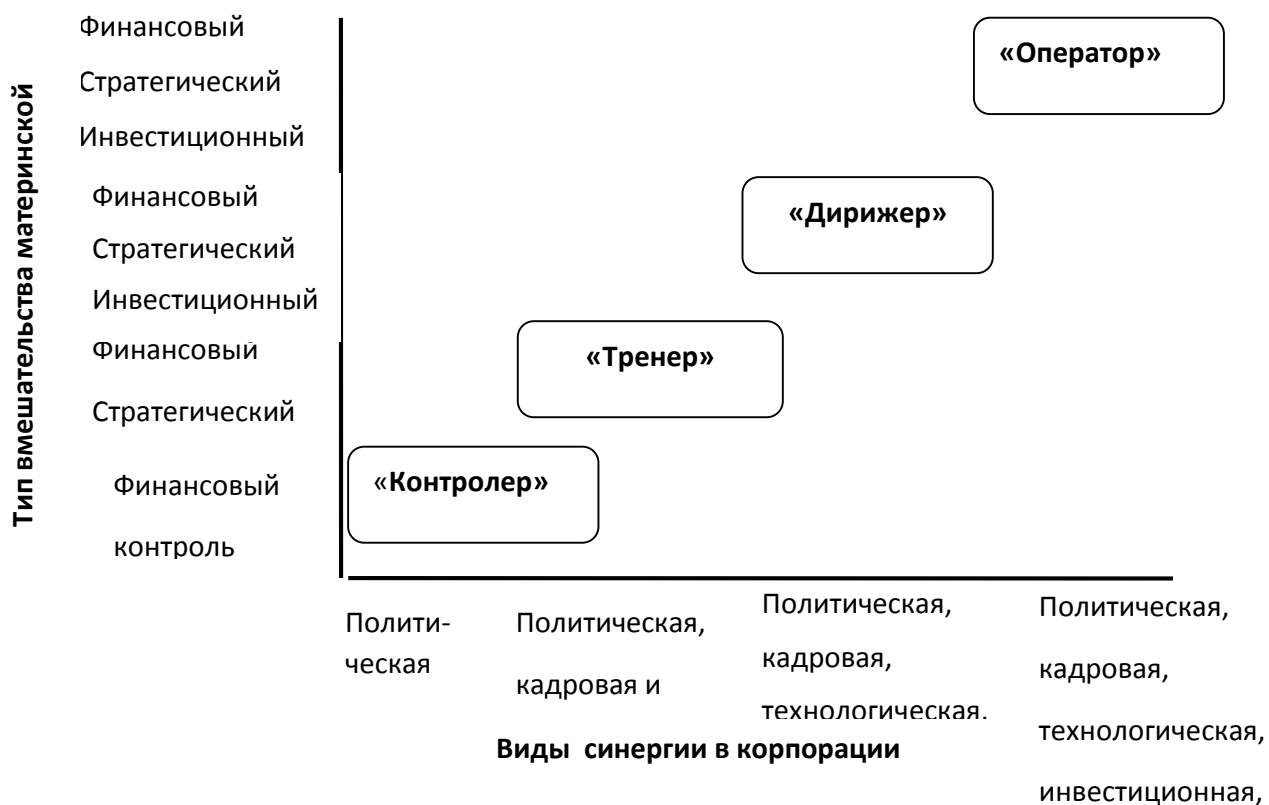 Тип вмешательства материнской
Финансовый
Стратегический
Инвестиционный
Финансовый
Стратегический
Инвестиционный
Финансовый
Стратегический
Финансовый
контроль
«Оператор»
«Дирижер»
«Тренер»
«Контролер»
Полити-
ческая
Политическая,
кадровая и
Политическая,
кадровая,
технологическая,
Политическая,
кадровая,
технологическая,
инвестиционная,
Виды синергии в корпорации